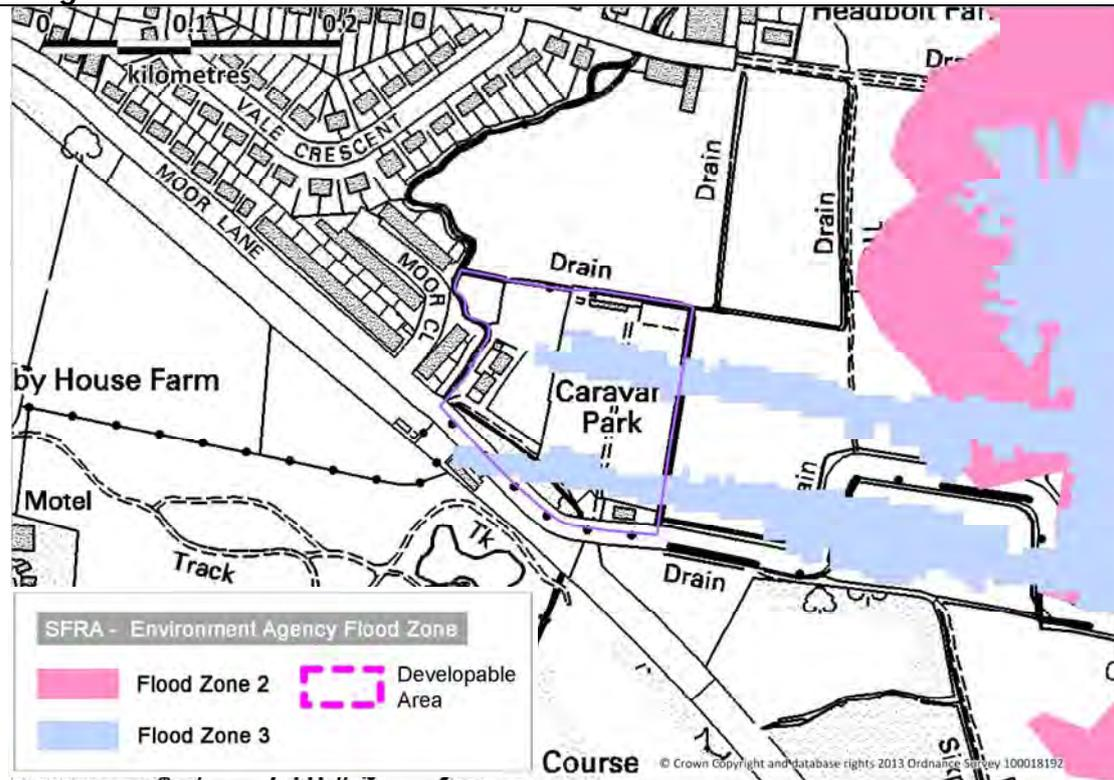 0 0.1 0.2
kilometres
VALE
CRESCENT
MOOR LANE
MOOR CL
Drain
Drain
Drain
Drain
by House Farm
Caravan
Park
Motel
Track
Tk
Drain
SFRA - Environment Agency Flood Zone
Flood Zone 2
Developable
Area
Flood Zone 3
Course
© Crown Copyright and database rights 2013 Ordnance Survey 100018192